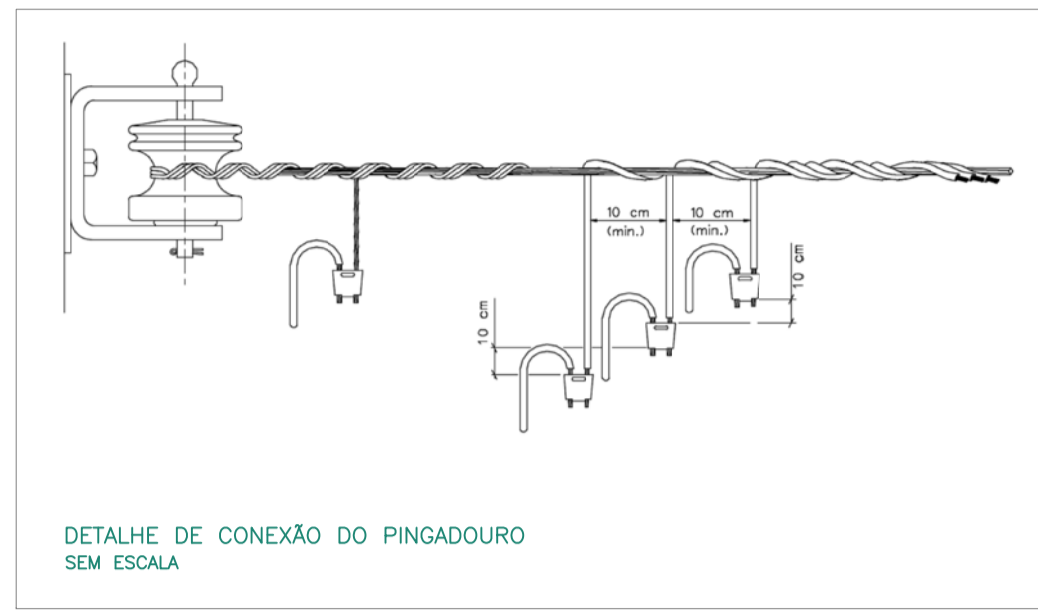 10 cm
(min.)
10 cm
(min.)
10 cm
10 cm
DETALHE DE CONEXÃO DO PINGADOURO
SEM ESCALA